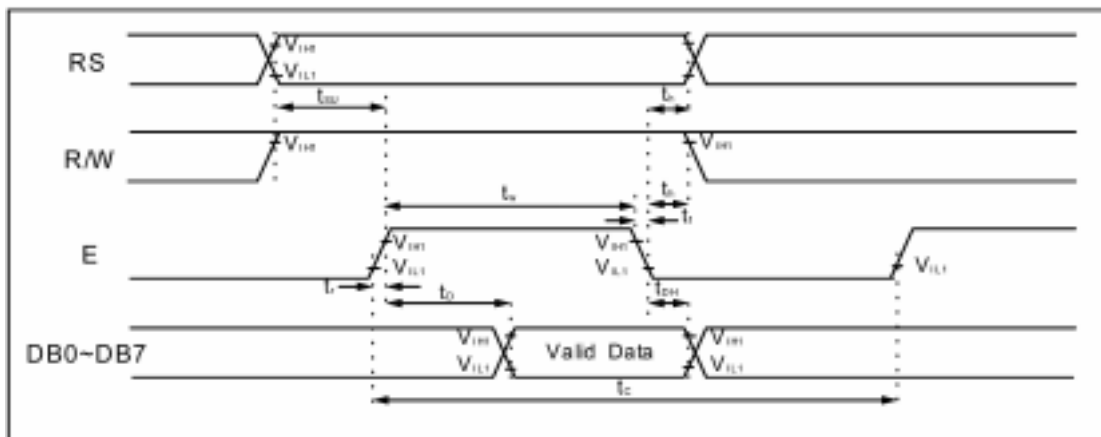 RS
VIH1
VIL1
tSU
th
R/W
VIH1
VIH1
tw
th
tf
E
VIH1
VIL1
VIH1
VIL1
VIL1
tr
tD
tDH
DB0~DB7
VIH1
VIL1
Valid Data
VIH1
VIL1
tC